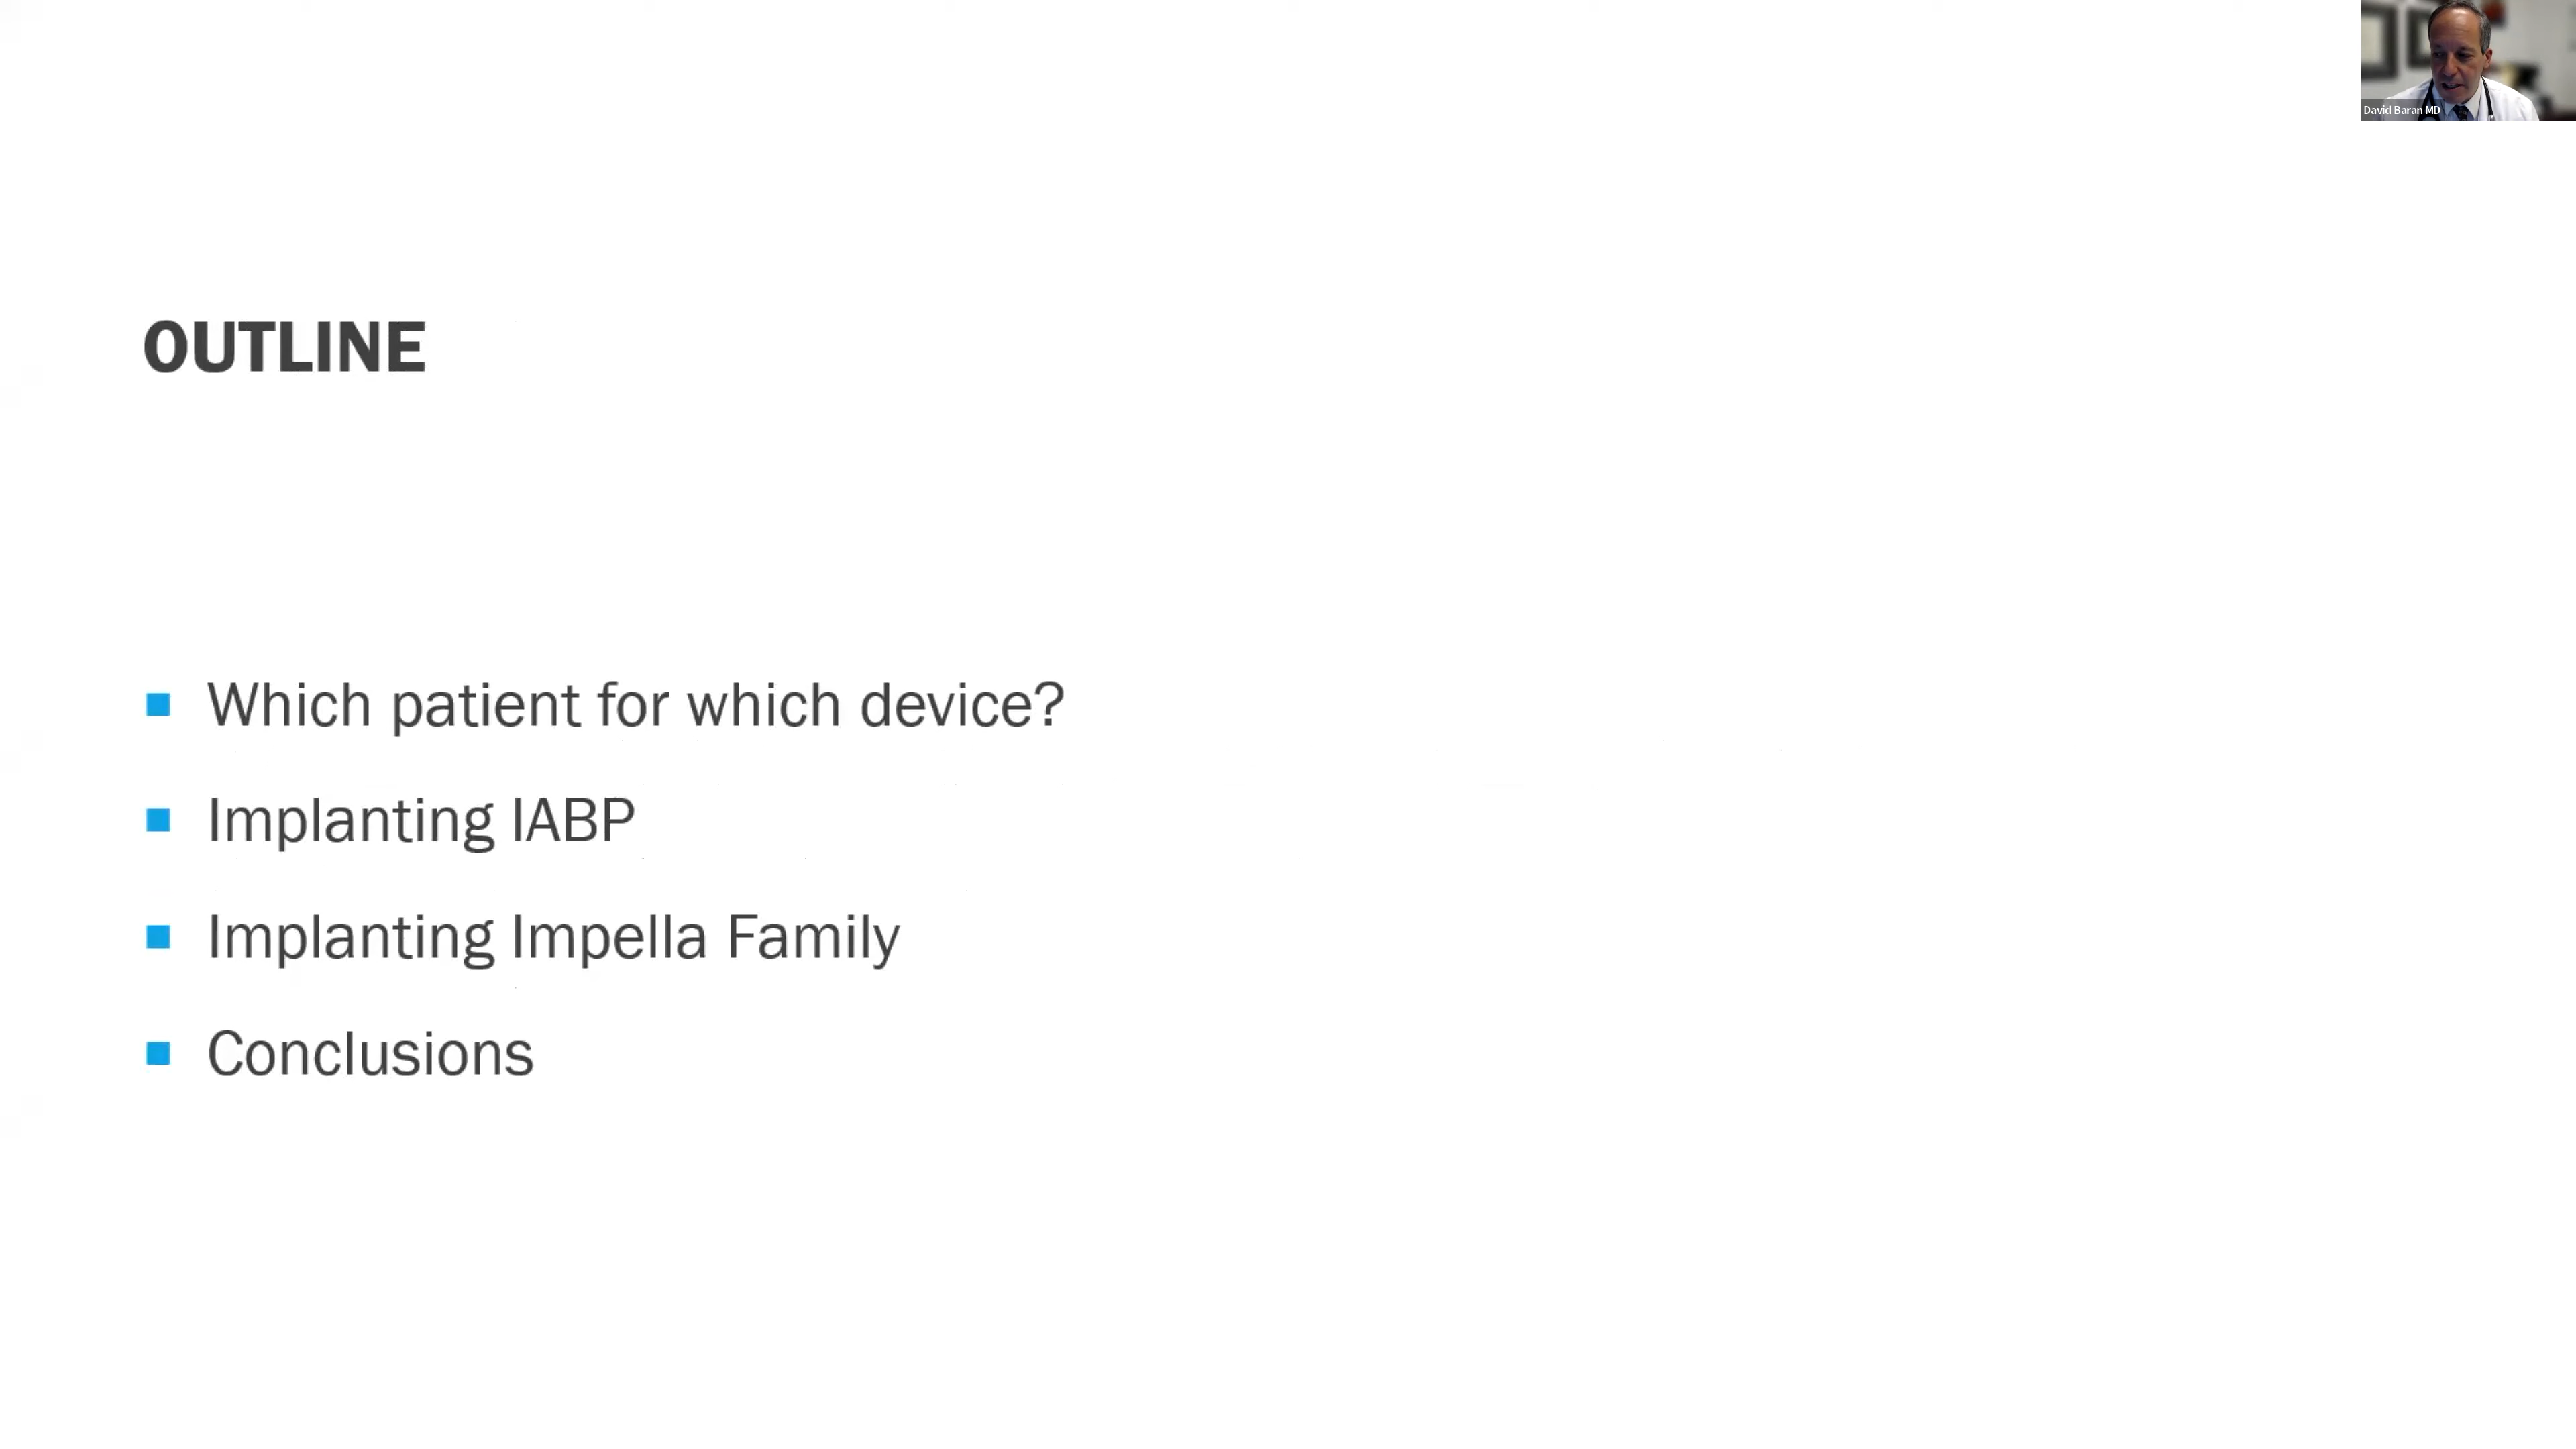 David Baran MD
OUTLINE
Which patient for which device?
Implanting IABP
Implanting Impella Family
Conclusions